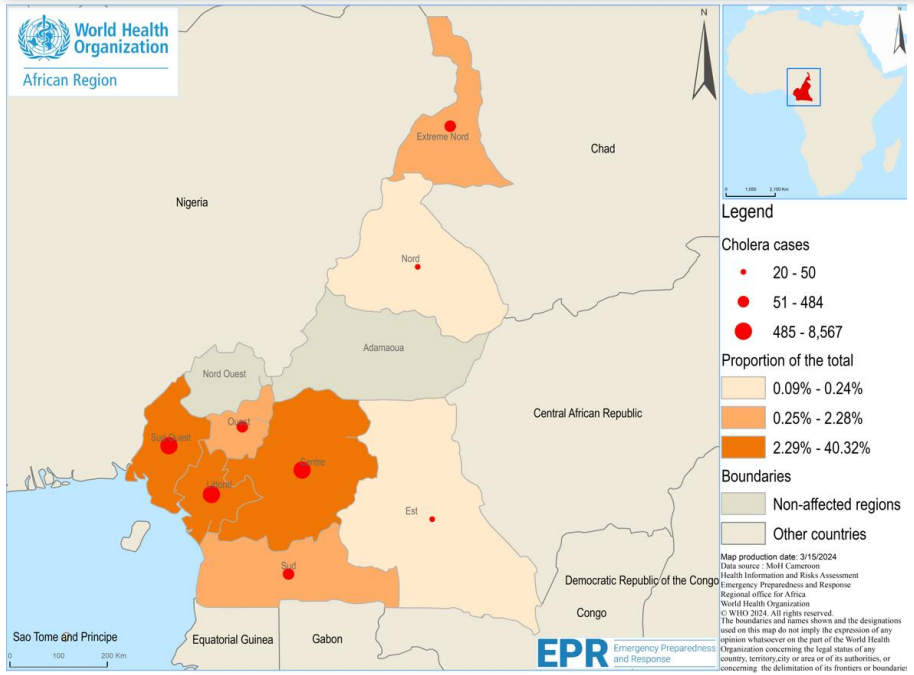 World Health
Organization
African Region
N
Extreme Nord
Chad
Nigeria
Nord
Adamaoua
Nord Ouest
Ouest
Sud Ouest
Centre
Littoral
Central African Republic
Est
Sud
Democratic Republic of the Congo
Congo
Sao Tome and Principe
Equatorial Guinea
Gabon
0 100 200 Km
EPR
Emergency Preparedness
and Response
N
0 1,000 2,100 Km
Legend
Cholera cases
20 - 50
51 - 484
485 - 8,567
Proportion of the total
0.09% - 0.24%
0.25% - 2.28%
2.29% - 40.32%
Boundaries
Non-affected regions
Other countries
Map production date: 3/15/2024
Data source : MoH Cameroon
Health Information and Risks Assessment
Emergency Preparedness and Response
Regional office for Africa
World Health Organization
© WHO 2024. All rights reserved.
The boundaries and names shown and the designations
used on this map do not imply the expression of any
opinion whatsoever on the part of the World Health
Organization concerning the legal status of any
country, territory,city or area or of its authorities, or
concerning the delimitation of its frontiers or boundaries